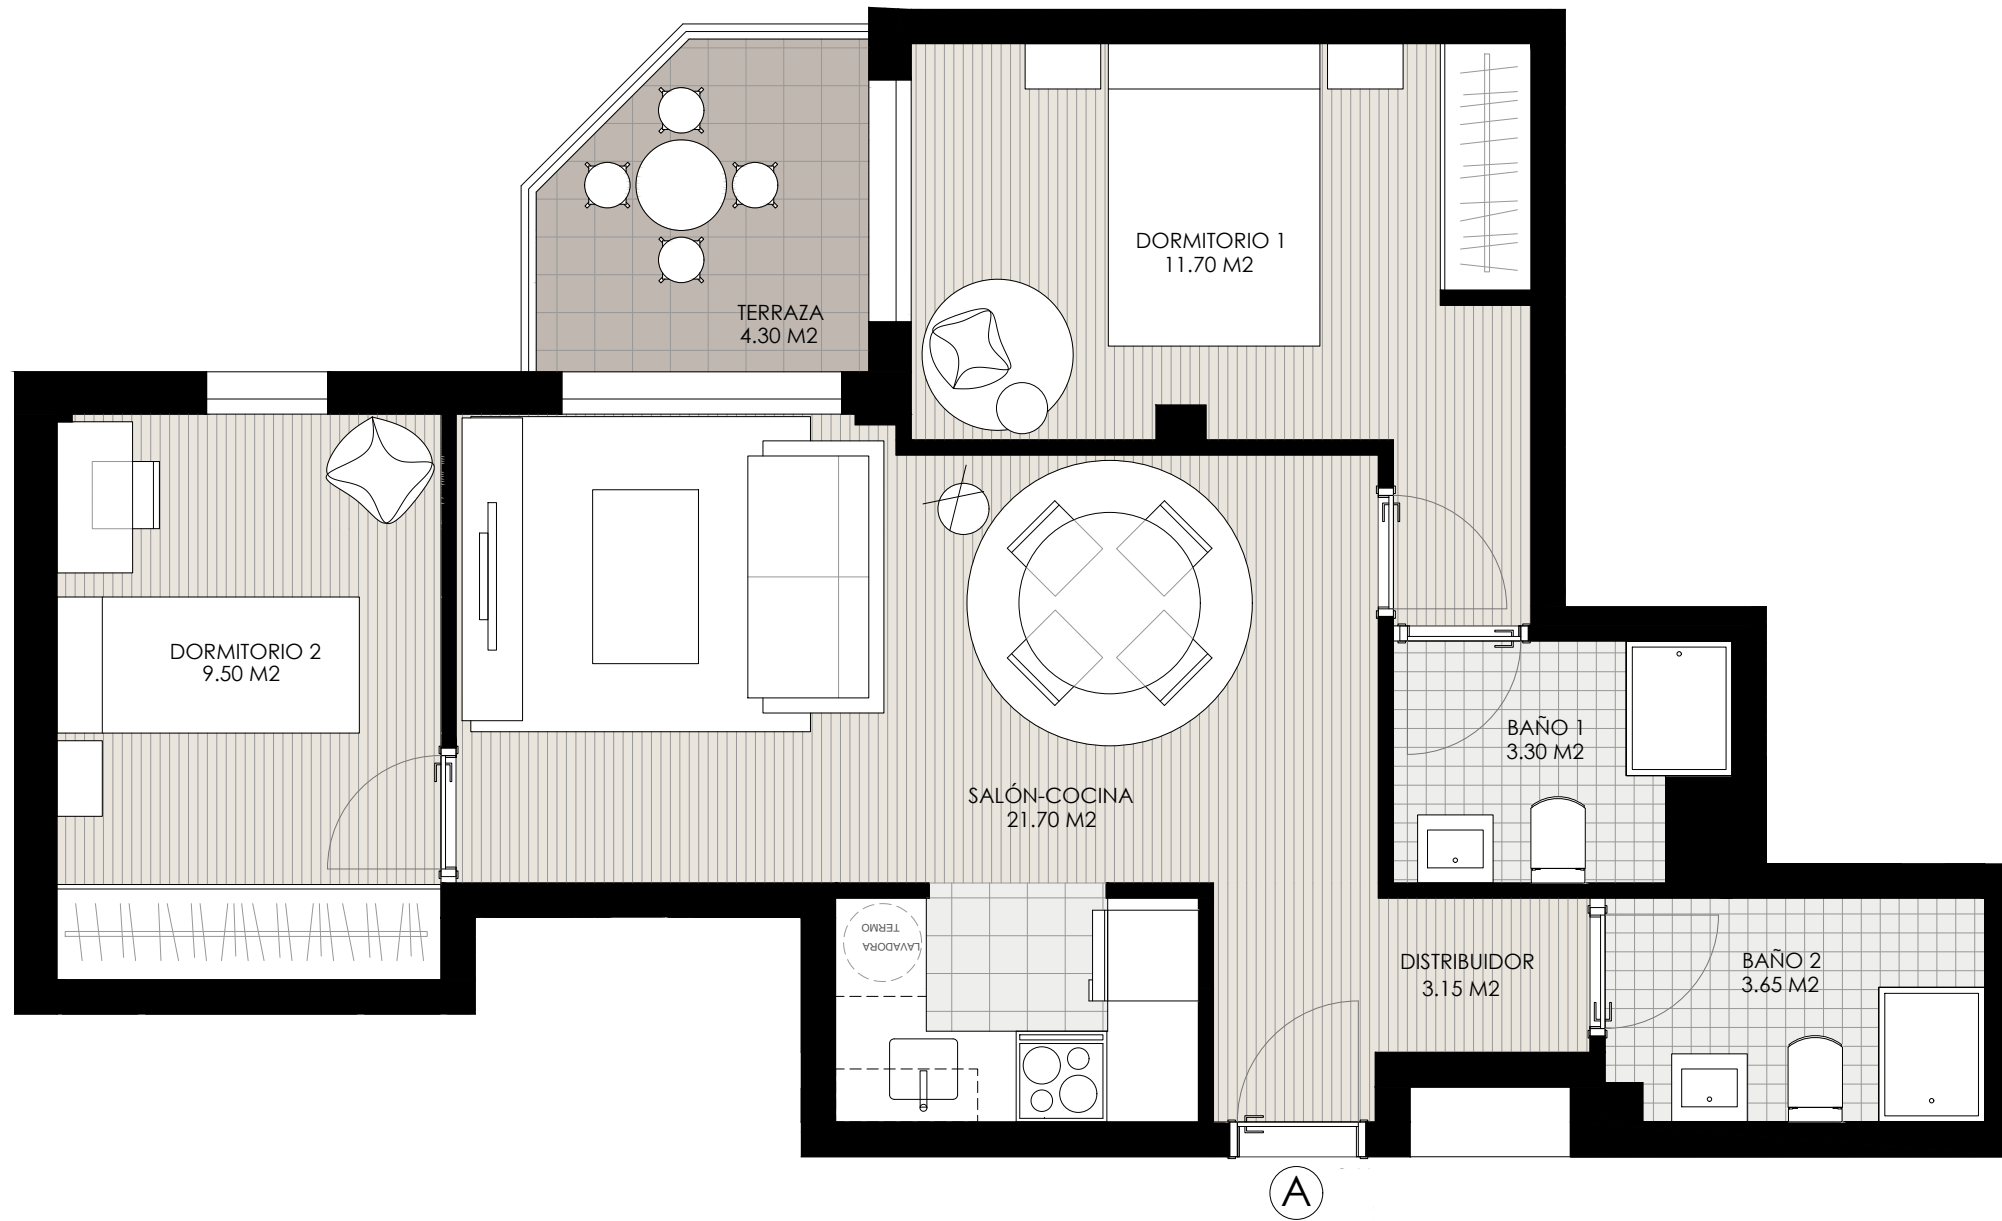 DORMITORIO 1
11.70 M2
TERRAZA
4.30 M2
DORMITORIO 2
9.50 M2
BAÑO 1
3.30 M2
SALÓN-COCINA
21.70 M2
LAVADORA
TERMO
DISTRIBUIDOR
3.15 M2
BAÑO 2
3.65 M2
A